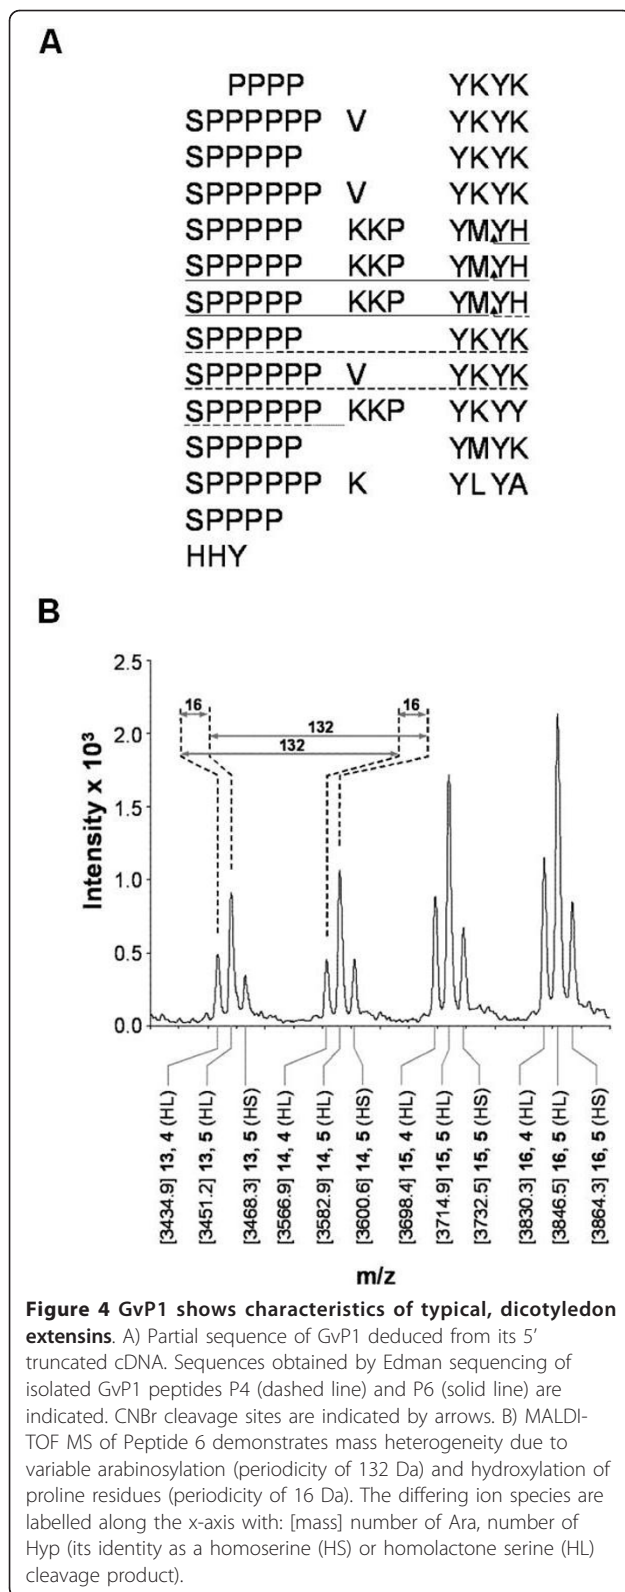 A
PPPP YKYK
SPPPPPP V YKYK
SPPPPP YKYK
SPPPPPP V YKYK
SPPPPP KKP YMYH
SPPPPP KKP YMYH
SPPPPP KKP YMYH
SPPPPP YKYK
SPPPPPP V YKYK
SPPPPPP KKP YKYY
SPPPPP YMYK
SPPPPPP K YLYA
SPPPP
HHY
B
Intensity x 10³
2.5
2.0
1.5
1.0
0.5
0.0
16
132
132
16
[3434.9] 13, 4 (HL)
[3451.2] 13, 5 (HL)
[3468.3] 13, 5 (HS)
[3566.9] 14, 4 (HL)
[3582.9] 14, 5 (HL)
[3600.6] 14, 5 (HS)
[3698.4] 15, 4 (HL)
[3714.9] 15, 5 (HL)
[3732.5] 15, 5 (HS)
[3830.3] 16, 4 (HL)
[3846.5] 16, 5 (HL)
[3864.3] 16, 5 (HS)
m/z
Figure 4 GvP1 shows characteristics of typical, dicotyledon
extensins. A) Partial sequence of GvP1 deduced from its 5′
truncated cDNA. Sequences obtained by Edman sequencing of
isolated GvP1 peptides P4 (dashed line) and P6 (solid line) are
indicated. CNBr cleavage sites are indicated by arrows. B) MALDI-
TOF MS of Peptide 6 demonstrates mass heterogeneity due to
variable arabinosylation (periodicity of 132 Da) and hydroxylation of
proline residues (periodicity of 16 Da). The differing ion species are
labelled along the x-axis with: [mass] number of Ara, number of
Hyp (its identity as a homoserine (HS) or homolactone serine (HL)
cleavage product).